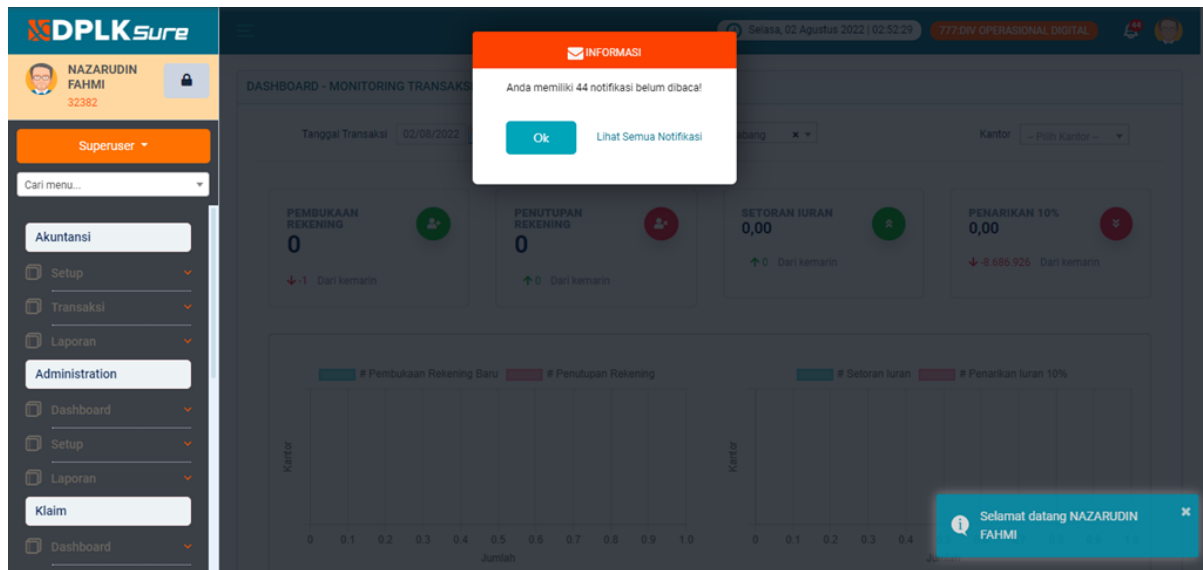 DPLKSure
Selasa, 02 Agustus 2022 | 02:52:29
777:DIV OPERASIONAL DIGITAL
44
NAZARUDIN
FAHMI
32382
Superuser
Cari menu...
Akuntansi
Setup
Transaksi
Laporan
Administration
Dashboard
Setup
Laporan
Klaim
Dashboard
INFORMASI
Anda memiliki 44 notifikasi belum dibaca!
Ok
Lihat Semua Notifikasi
DASHBOARD - MONITORING TRANSAKS
Tanggal Transaksi
02/08/2022
abang
Kantor
-- Pilih Kantor --
PEMBUKAAN
REKENING
0
-1 Dari kemarin
PENUTUPAN
REKENING
0
0 Dari kemarin
SETORAN IURAN
0,00
0 Dari kemarin
PENARIKAN 10%
0,00
-8.686.926 Dari kemarin
# Pembukaan Rekening Baru
# Penutupan Rekening
Kantor
0 0.1 0.2 0.3 0.4 0.5 0.6 0.7 0.8 0.9 1.0
Jumlah
# Setoran Iuran
# Penarikan Iuran 10%
Kantor
0 0.1 0.2 0.3 0.4
Selamat datang NAZARUDIN
FAHMI